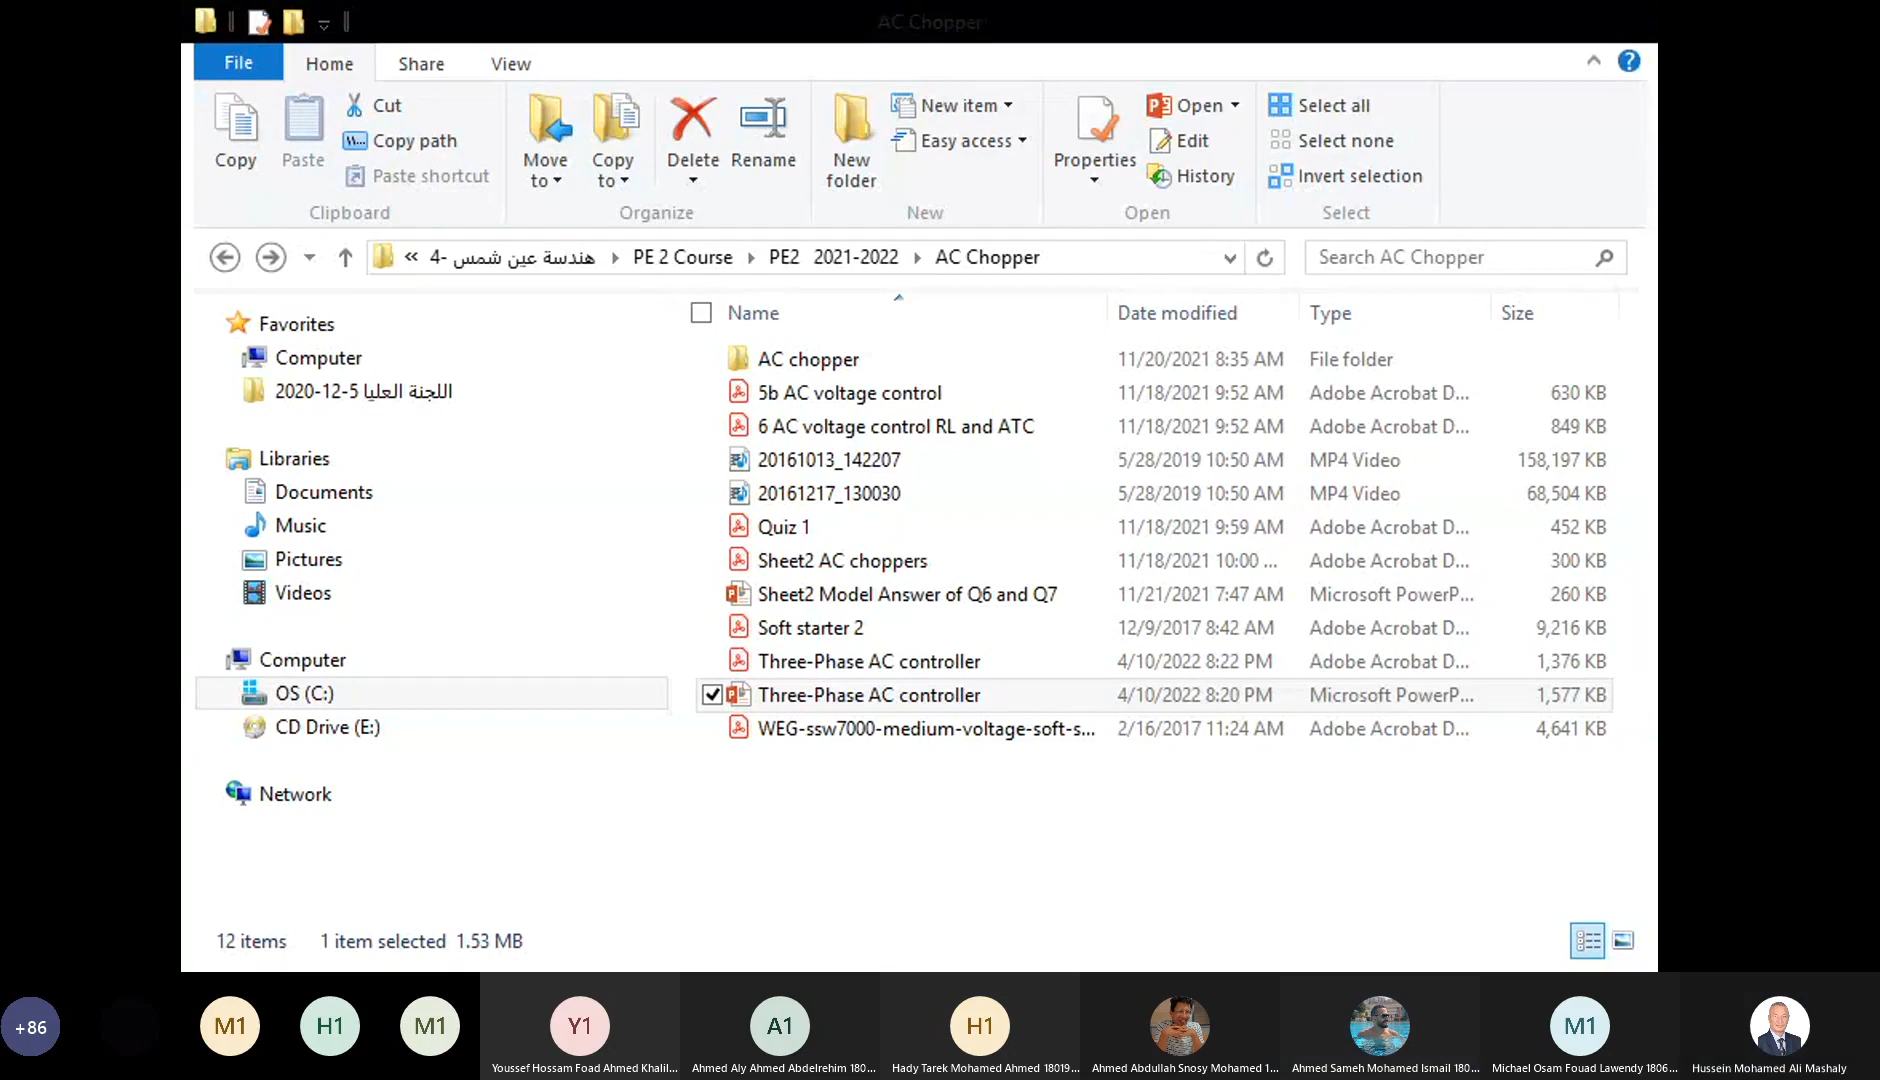 AC Chopper
File Home Share View
Copy
Paste
Cut
Copy path
Paste shortcut
Clipboard
Move to
Copy to
Delete
Rename
Organize
New folder
New item
Easy access
New
Properties
Open
Edit
History
Open
Select all
Select none
Invert selection
Select
« 4- هندسة عين شمس PE 2 Course PE2 2021-2022 AC Chopper
Search AC Chopper
Favorites
Computer
اللجنة العليا 5-12-2020
Libraries
Documents
Music
Pictures
Videos
Computer
OS (C:)
CD Drive (E:)
Network
Name Date modified Type Size
AC chopper 11/20/2021 8:35 AM File folder
5b AC voltage control 11/18/2021 9:52 AM Adobe Acrobat D... 630 KB
6 AC voltage control RL and ATC 11/18/2021 9:52 AM Adobe Acrobat D... 849 KB
20161013_142207 5/28/2019 10:50 AM MP4 Video 158,197 KB
20161217_130030 5/28/2019 10:50 AM MP4 Video 68,504 KB
Quiz 1 11/18/2021 9:59 AM Adobe Acrobat D... 452 KB
Sheet2 AC choppers 11/18/2021 10:00 ... Adobe Acrobat D... 300 KB
Sheet2 Model Answer of Q6 and Q7 11/21/2021 7:47 AM Microsoft PowerP... 260 KB
Soft starter 2 12/9/2017 8:42 AM Adobe Acrobat D... 9,216 KB
Three-Phase AC controller 4/10/2022 8:22 PM Adobe Acrobat D... 1,376 KB
Three-Phase AC controller 4/10/2022 8:20 PM Microsoft PowerP... 1,577 KB
WEG-ssw7000-medium-voltage-soft-s... 2/16/2017 11:24 AM Adobe Acrobat D... 4,641 KB
12 items 1 item selected 1.53 MB
+86 M1 H1 M1 Y1 A1 H1 M1
Youssef Hossam Foad Ahmed Khalil...
Ahmed Aly Ahmed Abdelrehim 180...
Hady Tarek Mohamed Ahmed 18019...
Ahmed Abdullah Snosy Mohamed 1...
Ahmed Sameh Mohamed Ismail 180...
Michael Osam Fouad Lawendy 1806...
Hussein Mohamed Ali Mashaly